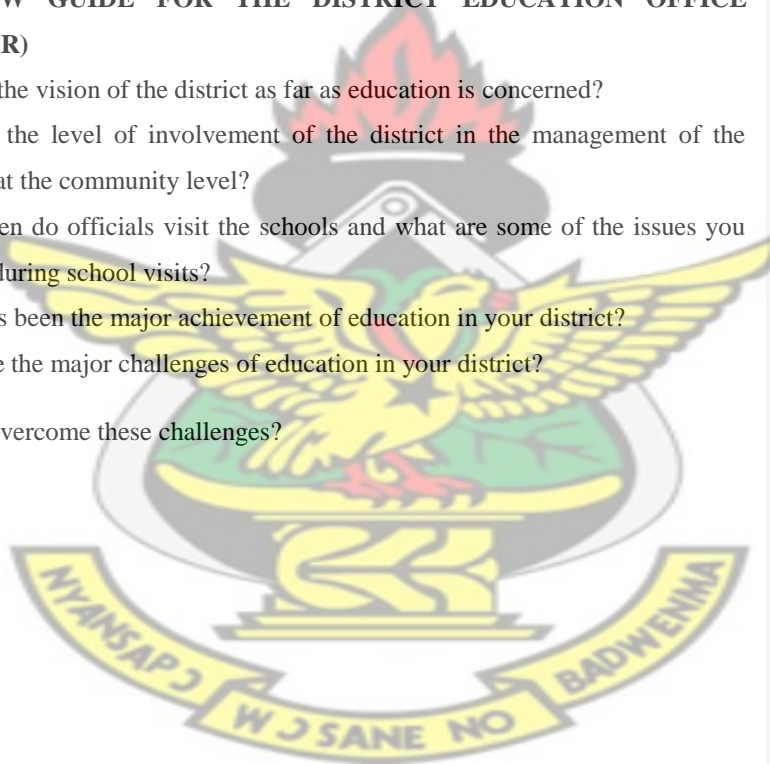 W GUIDE FOR THE DISTRICT EDUCATION OFFICE
R)
the vision of the district as far as education is concerned?
the level of involvement of the district in the management of the
at the community level?
en do officials visit the schools and what are some of the issues you
during school visits?
s been the major achievement of education in your district?
e the major challenges of education in your district?
vercome these challenges?
NYANSAPƆ
WƆSANE NO
BADWENMA